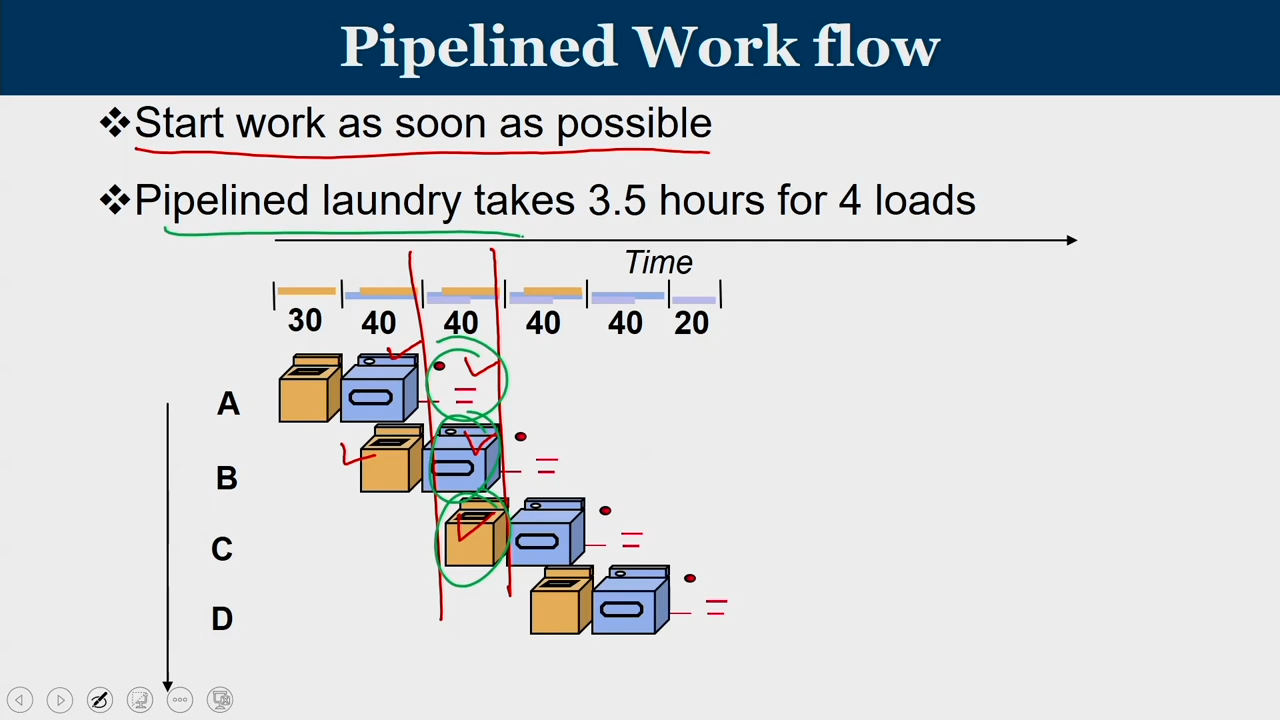 Pipelined Work flow
❖Start work as soon as possible
❖Pipelined laundry takes 3.5 hours for 4 loads
Time
30 40 40 40 40 20
A
B
C
D